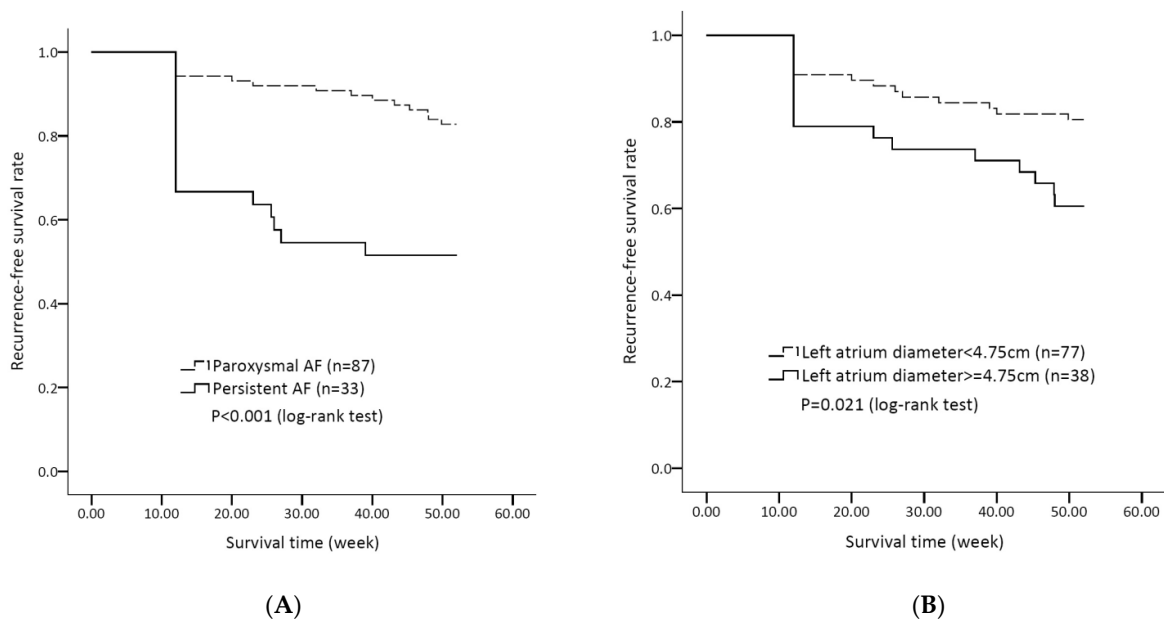 1.0
0.8
0.6
0.4
0.2
0.0
Recurrence-free survival rate
Paroxysmal AF (n=87)
Persistent AF (n=33)
P<0.001 (log-rank test)
0.00 10.00 20.00 30.00 40.00 50.00 60.00
Survival time (week)
(A)
1.0
0.8
0.6
0.4
0.2
0.0
Recurrence-free survival rate
Left atrium diameter<4.75cm (n=77)
Left atrium diameter>=4.75cm (n=38)
P=0.021 (log-rank test)
0.00 10.00 20.00 30.00 40.00 50.00 60.00
Survival time (week)
(B)